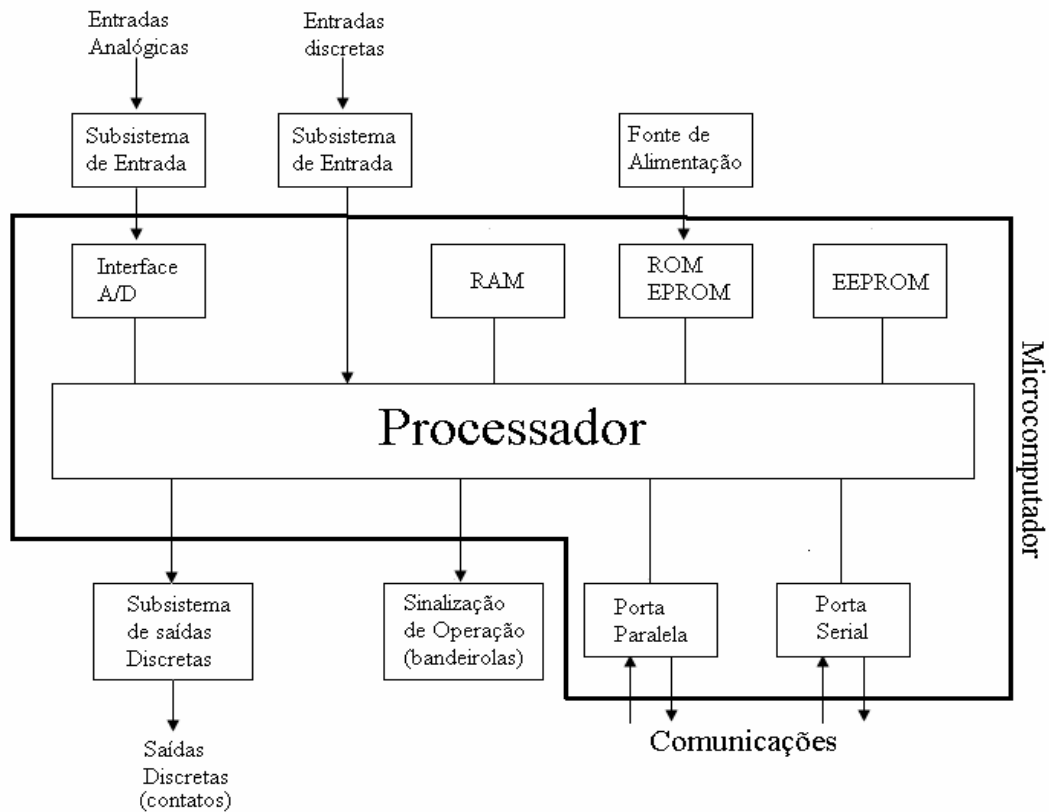 Entradas
Analógicas
Entradas
discretas
Subsistema
de Entrada
Subsistema
de Entrada
Fonte de
Alimentação
Interface
A/D
RAM
ROM
EPROM
EEPROM
Microcomputador
Processador
Subsistema
de saídas
Discretas
Sinalização
de Operação
(bandeirolas)
Porta
Paralela
Porta
Serial
Comunicações
Saídas
Discretas
(contatos)